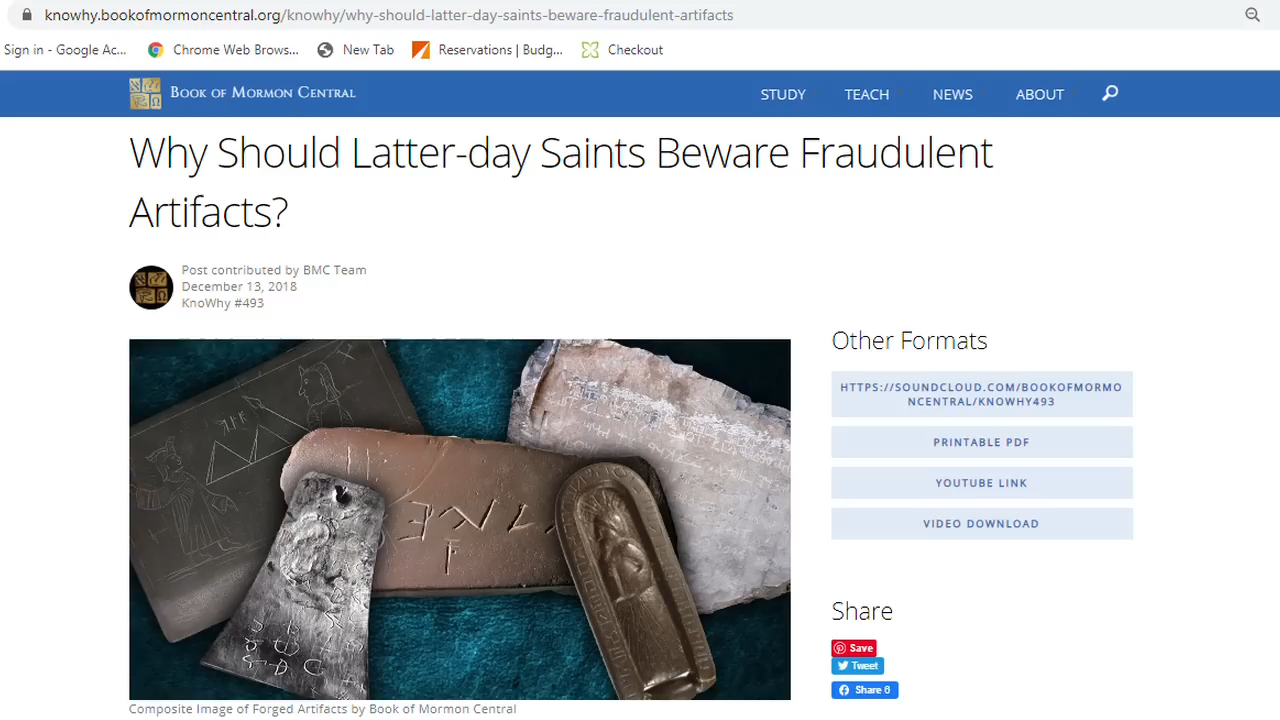 knowhy.bookofmormoncentral.org/knowhy/why-should-latter-day-saints-beware-fraudulent-artifacts
Sign in - Google Ac... Chrome Web Brows... New Tab Reservations | Budg... Checkout
BOOK OF MORMON CENTRAL STUDY TEACH NEWS ABOUT
Why Should Latter-day Saints Beware Fraudulent
Artifacts?
Post contributed by BMC Team
December 13, 2018
KnoWhy #493
Other Formats
HTTPS://SOUNDCLOUD.COM/BOOKOFMORMO
NCENTRAL/KNOWHY493
PRINTABLE PDF
YOUTUBE LINK
VIDEO DOWNLOAD
Share
Save
Tweet
Share 6
Composite Image of Forged Artifacts by Book of Mormon Central